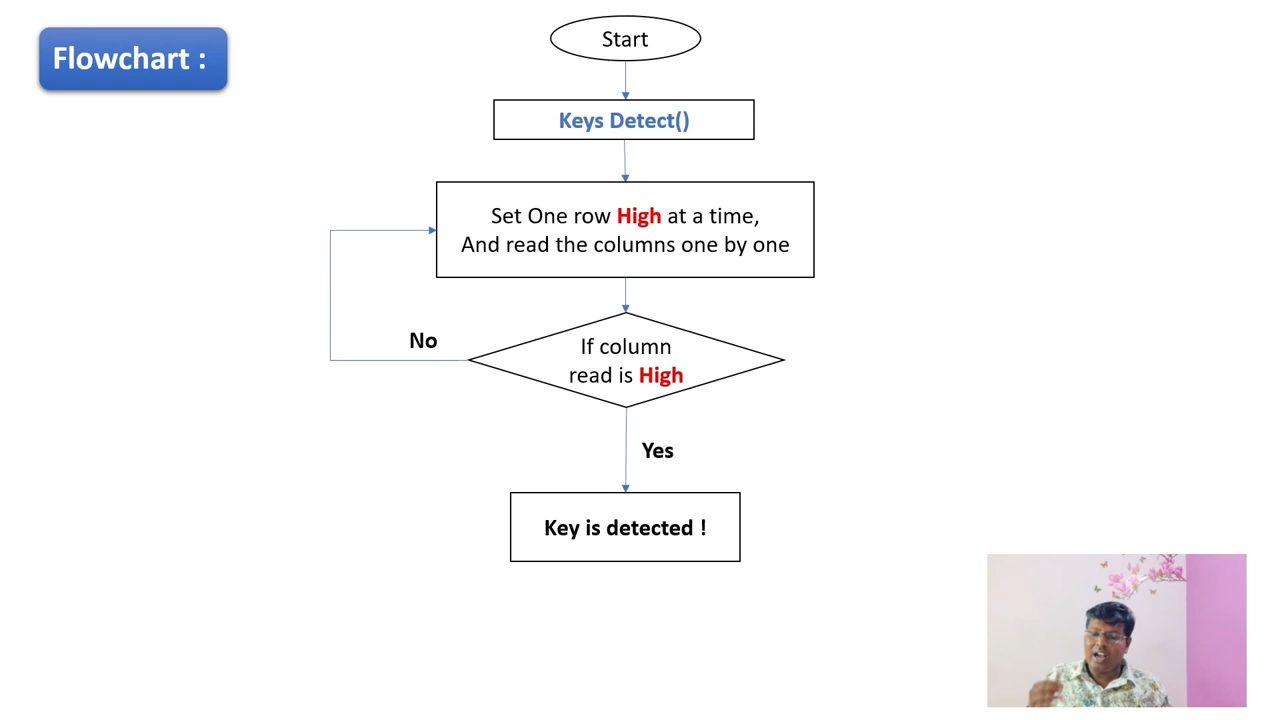 Flowchart :
Start
Keys Detect()
Set One row High at a time,
And read the columns one by one
No
If column
read is High
Yes
Key is detected !